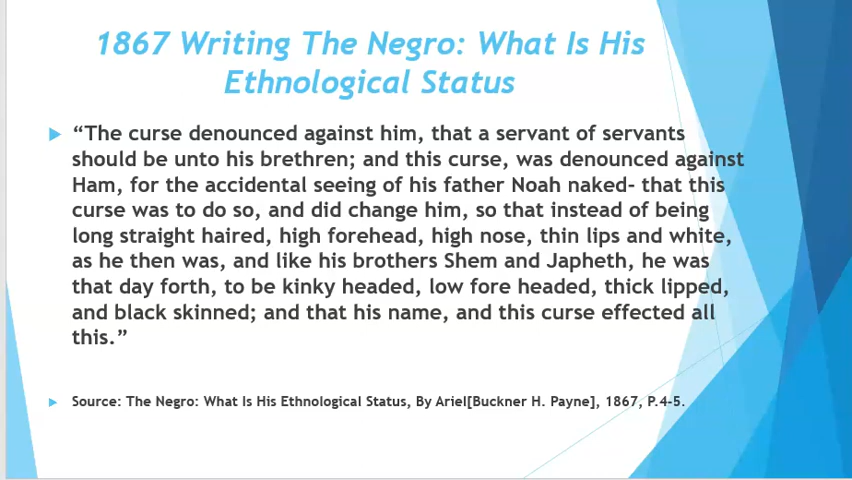 1867 Writing The Negro: What Is His
Ethnological Status
“The curse denounced against him, that a servant of servants
should be unto his brethren; and this curse, was denounced against
Ham, for the accidental seeing of his father Noah naked- that this
curse was to do so, and did change him, so that instead of being
long straight haired, high forehead, high nose, thin lips and white,
as he then was, and like his brothers Shem and Japheth, he was
that day forth, to be kinky headed, low fore headed, thick lipped,
and black skinned; and that his name, and this curse effected all
this.”
Source: The Negro: What Is His Ethnological Status, By Ariel[Buckner H. Payne], 1867, P.4-5.